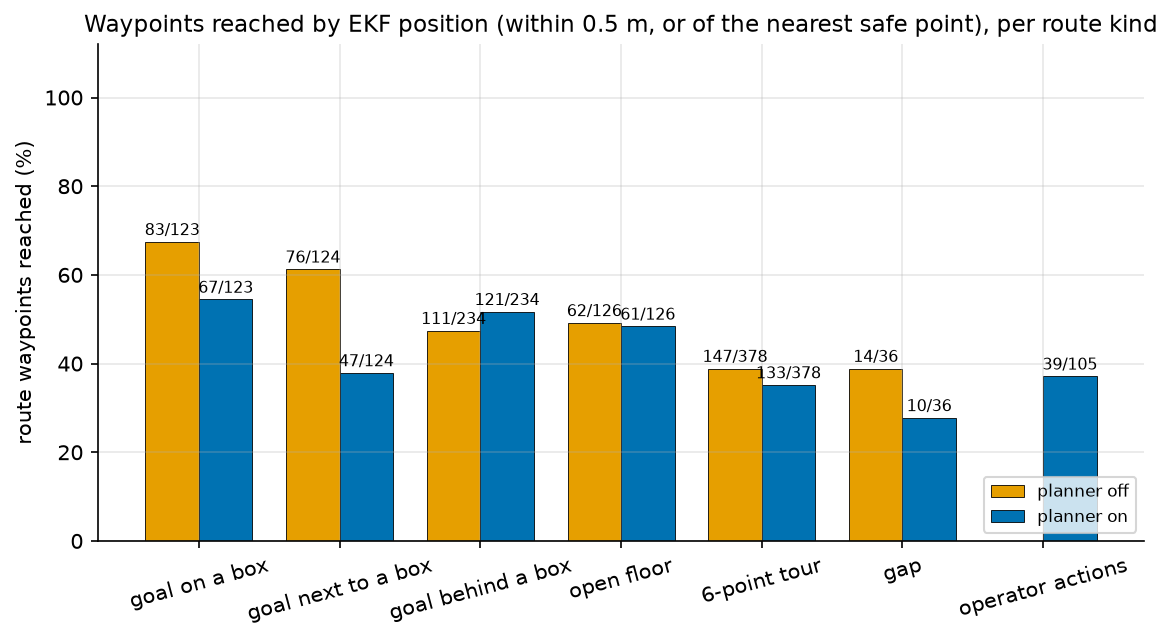 Waypoints reached by EKF position (within 0.5 m, or of the nearest safe point), per route kind
route waypoints reached (%)
100
80
60
40
20
0
83/123
67/123
76/124
47/124
111/234
121/234
62/126
61/126
147/378
133/378
14/36
10/36
39/105
planner off
planner on
goal on a box
goal next to a box
goal behind a box
open floor
6-point tour
gap
operator actions